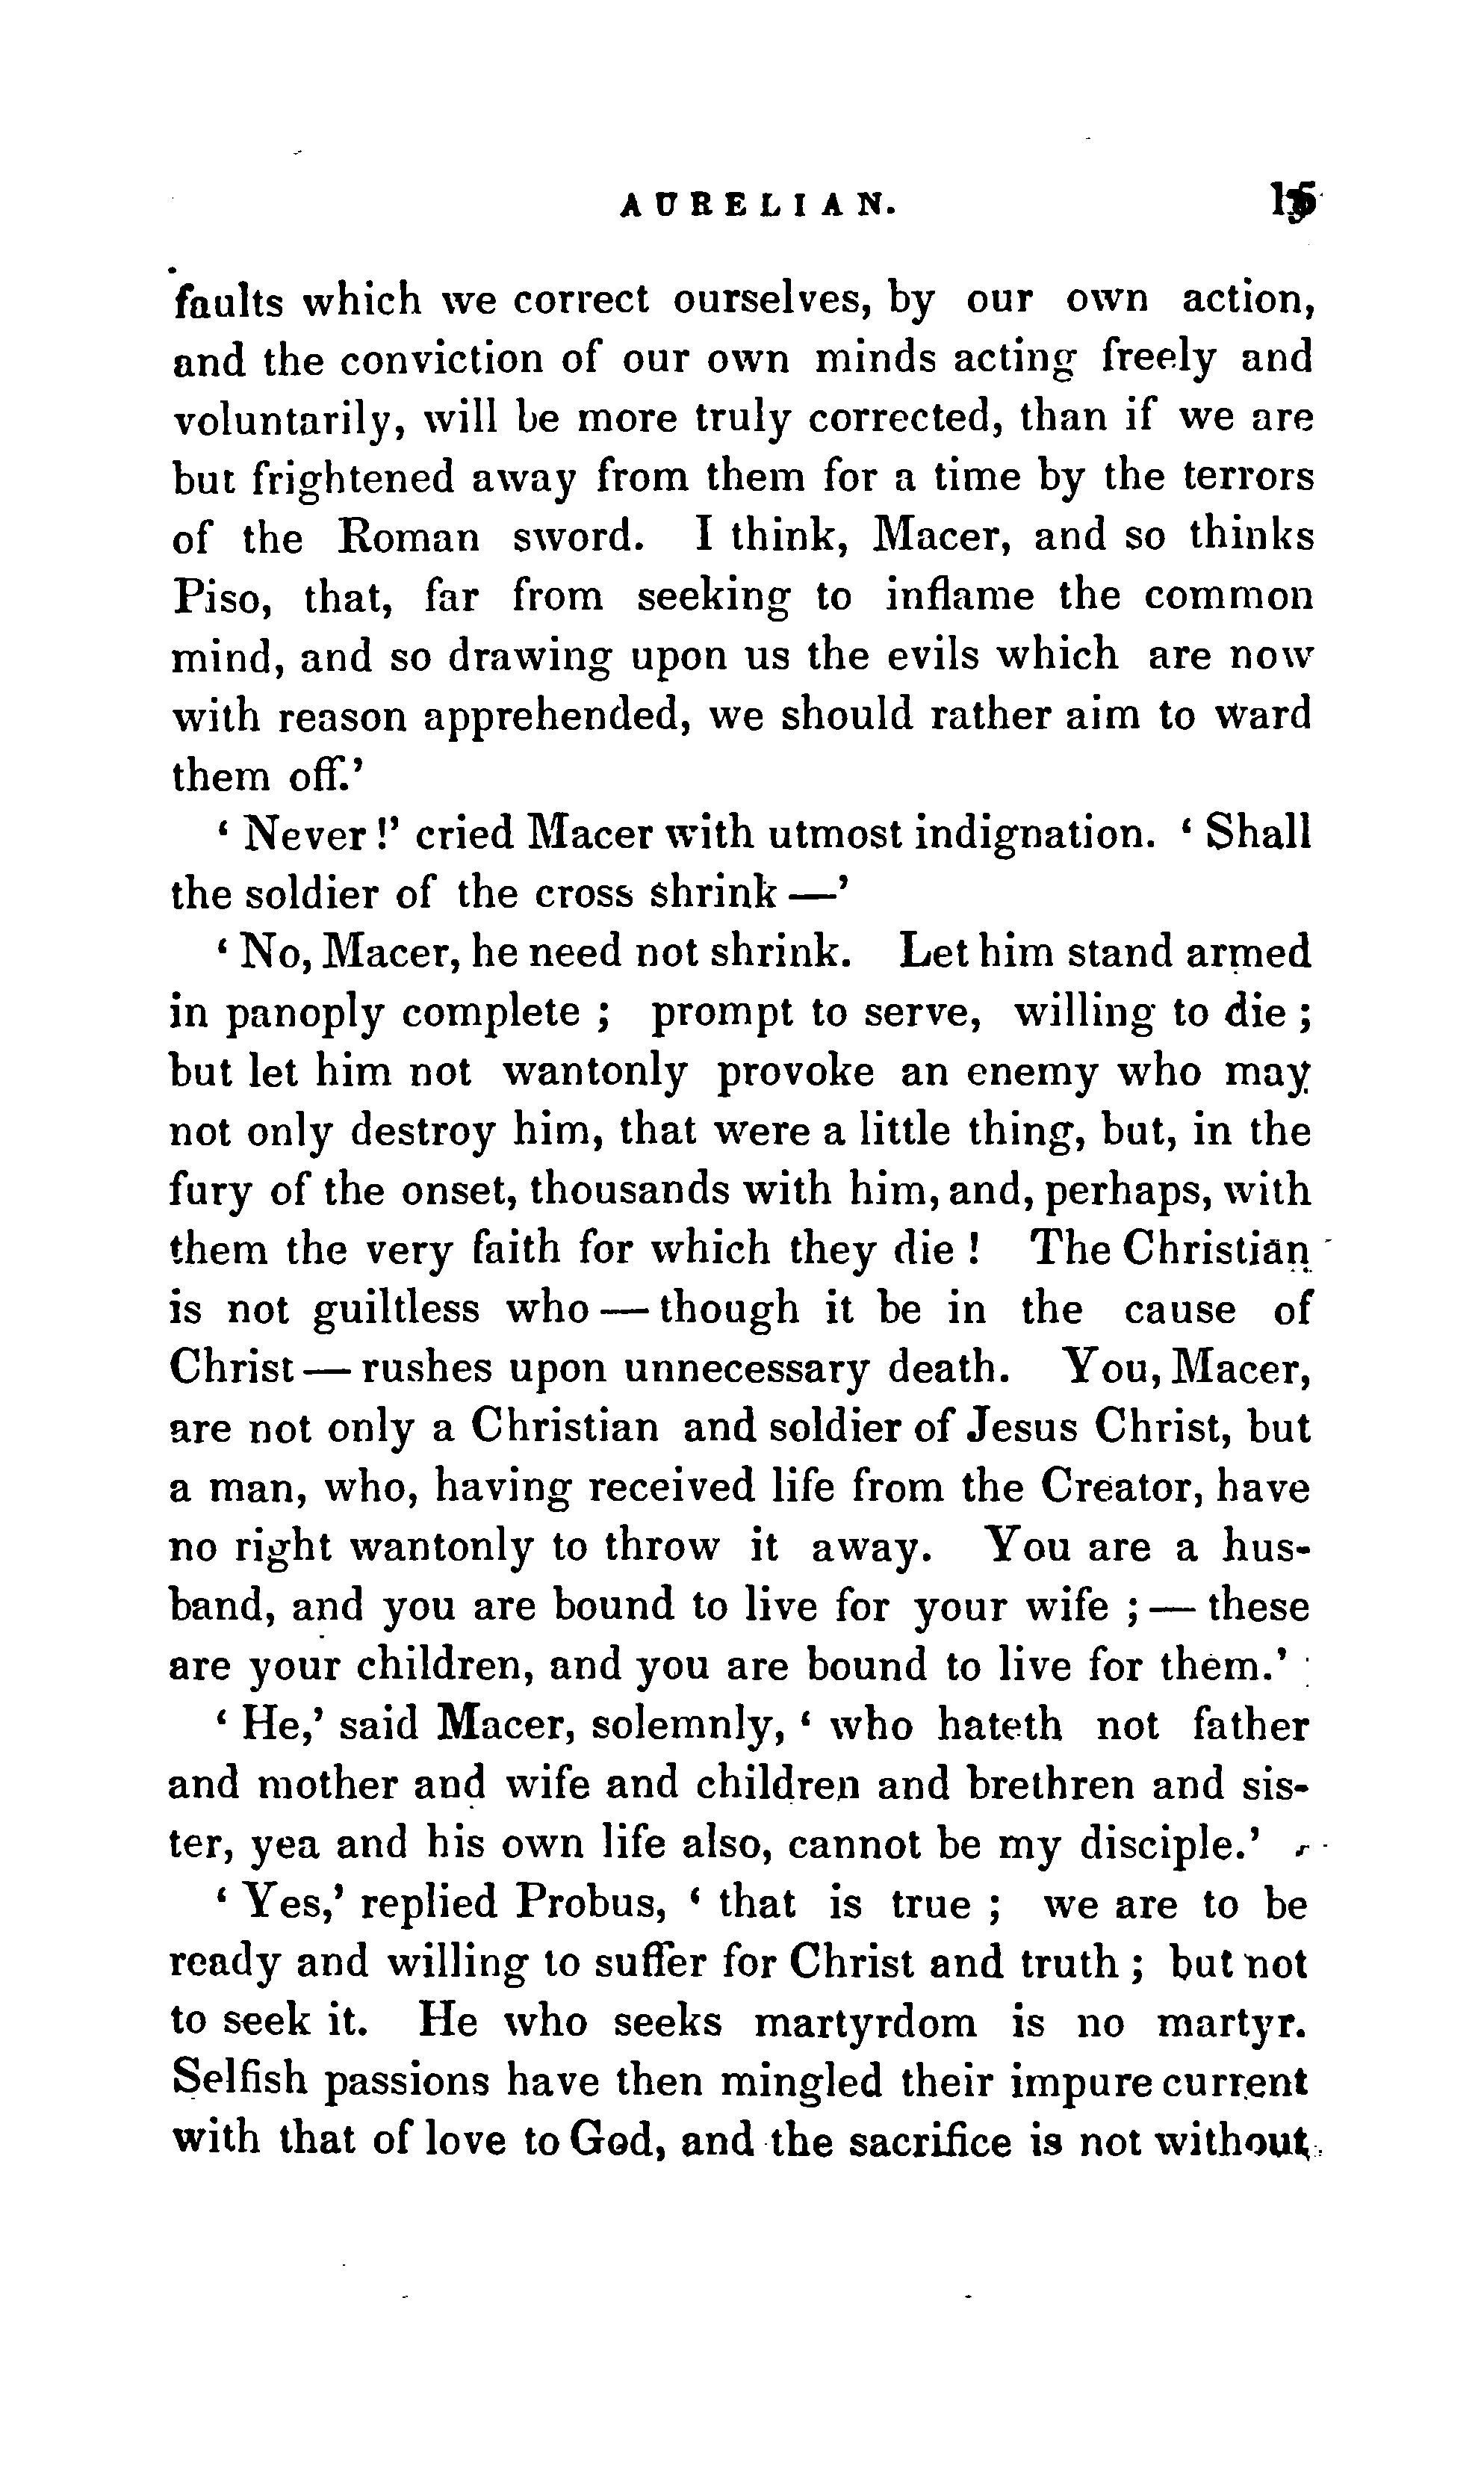 AURELIAN.
faults which we correct ourselves, by our own action,
and the conviction of our own minds acting freely and
voluntarily, will be more truly corrected, than if we are
but frightened away from them for a time by the terrors
of the Roman sword. I think, Macer, and so thinks
Piso, that, far from seeking to inflame the common
mind, and so drawing upon us the evils which are now
with reason apprehended, we should rather aim to ward
them off.'
‘ Never !’ cried Macer with utmost indignation. ‘ Shall
the soldier of the cross shrink —’
‘ No, Macer, he need not shrink. Let him stand armed
in panoply complete ; prompt to serve, willing to die ;
but let him not wantonly provoke an enemy who may
not only destroy him, that were a little thing, but, in the
fury of the onset, thousands with him, and, perhaps, with
them the very faith for which they die ! The Christian
is not guiltless who — though it be in the cause of
Christ — rushes upon unnecessary death. You, Macer,
are not only a Christian and soldier of Jesus Christ, but
a man, who, having received life from the Creator, have
no right wantonly to throw it away. You are a hus-
band, and you are bound to live for your wife ; — these
are your children, and you are bound to live for them.’
‘ He,’ said Macer, solemnly, ‘ who hateth not father
and mother and wife and children and brethren and sis-
ter, yea and his own life also, cannot be my disciple.’
‘ Yes,’ replied Probus, ‘ that is true ; we are to be
ready and willing to suffer for Christ and truth ; but not
to seek it. He who seeks martyrdom is no martyr.
Selfish passions have then mingled their impure current
with that of love to God, and the sacrifice is not without